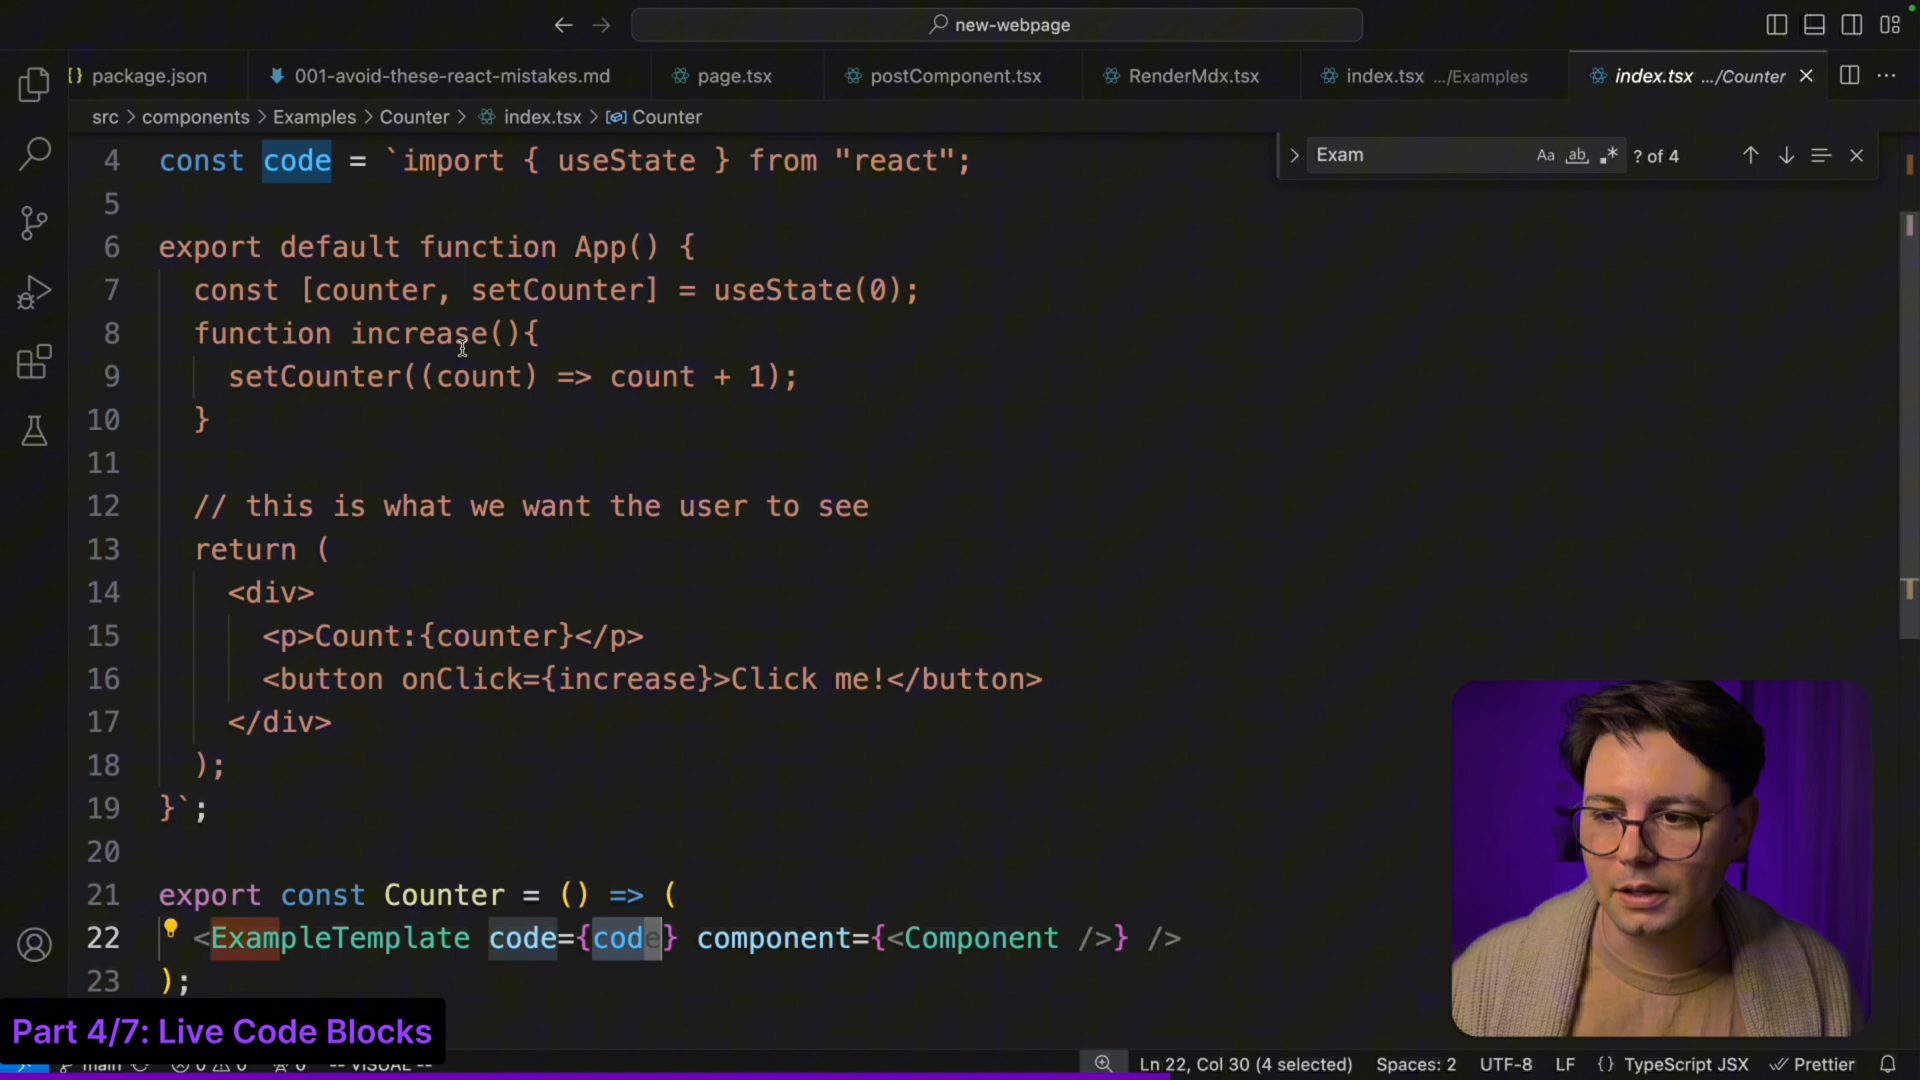 new-webpage
package.json
001-avoid-these-react-mistakes.md
page.tsx
postComponent.tsx
RenderMdx.tsx
index.tsx .../Examples
index.tsx .../Counter
src > components > Examples > Counter > index.tsx > Counter
Exam
Aa
ab
? of 4
4 const code = `import { useState } from "react";
5
6 export default function App() {
7 const [counter, setCounter] = useState(0);
8 function increase(){
9 setCounter((count) => count + 1);
10 }
11
12 // this is what we want the user to see
13 return (
14 <div>
15 <p>Count:{counter}</p>
16 <button onClick={increase}>Click me!</button>
17 </div>
18 );
19 }`;
20
21 export const Counter = () => (
22 <ExampleTemplate code={code} component={<Component />} />
23 );
Part 4/7: Live Code Blocks
main
-- VISUAL --
Ln 22, Col 30 (4 selected)
Spaces: 2
UTF-8
LF
{} TypeScript JSX
Prettier